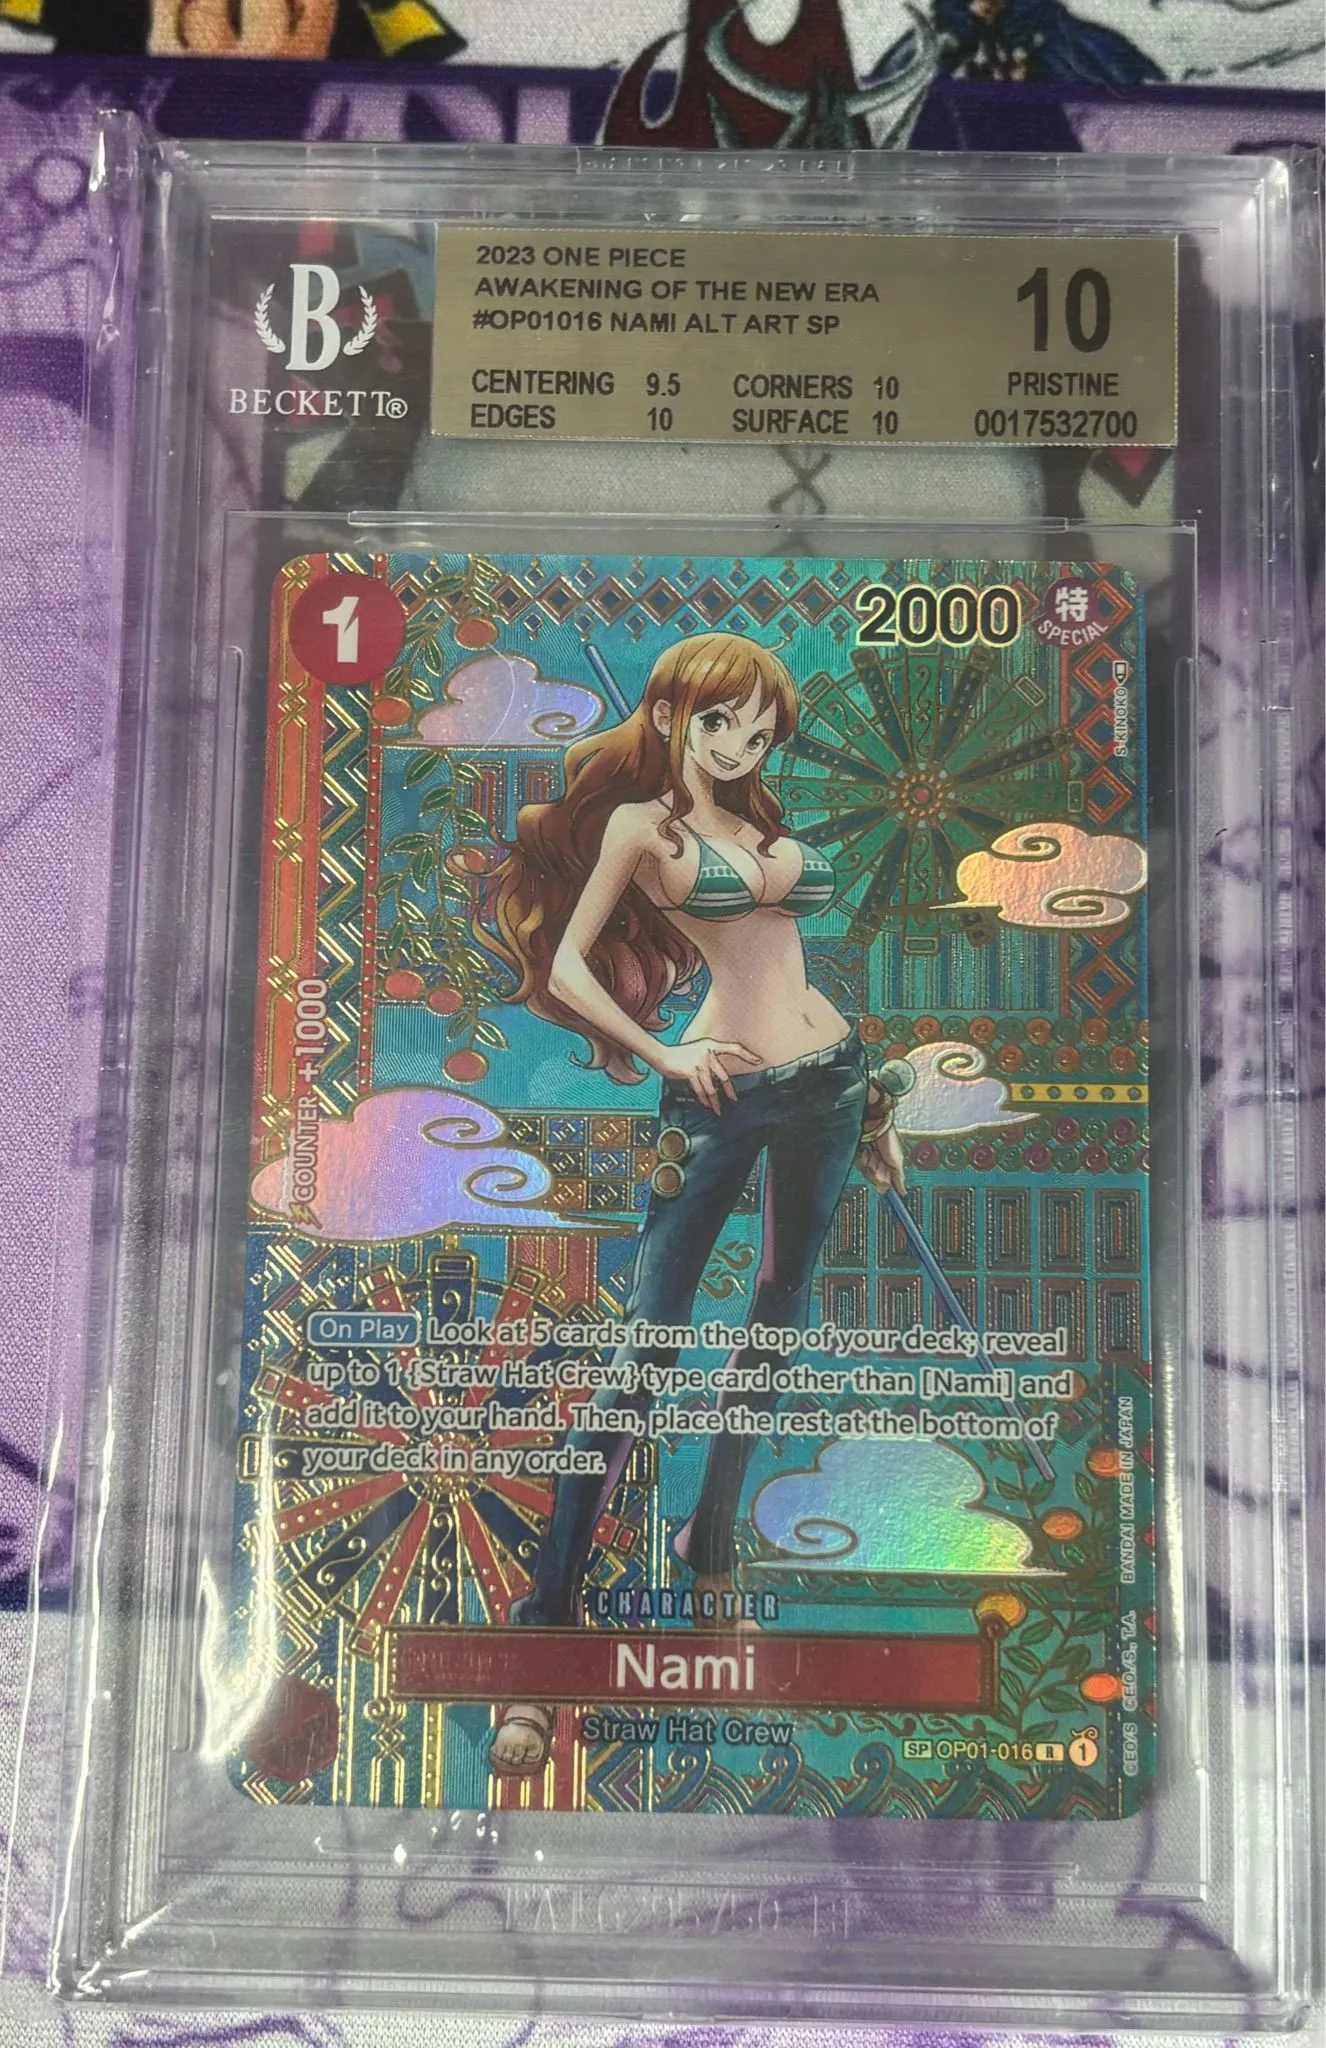 2023 ONE PIECE
AWAKENING OF THE NEW ERA
#OP01016 NAMI ALT ART SP
10
B
BECKETT®
CENTERING 9.5 CORNERS 10
EDGES 10 SURFACE 10
PRISTINE
0017532700
1
2000
特
SPECIAL
S-KINOKO
COUNTER +1000
On Play Look at 5 cards from the top of your deck; reveal
up to 1 {Straw Hat Crew} type card other than [Nami] and
add it to your hand. Then, place the rest at the bottom of
your deck in any order.
CHARACTER
Nami
Straw Hat Crew
SP OP01-016 R 1
©E.O/S ©E.O./S., T.A. BANDAI MADE IN JAPAN